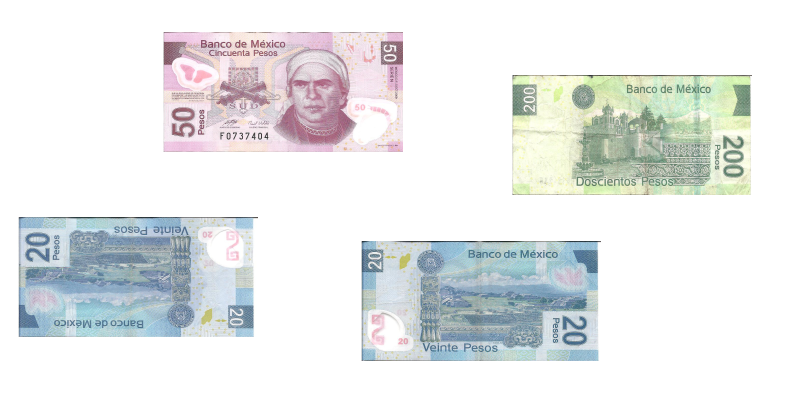 Banco de México
Cincuenta Pesos
50
SUD
50
50
Pesos
F0737404
200
Banco de México
200
Pesos
Doscientos Pesos
20
Pesos
Veinte Pesos
20
Banco de México
20
20
Banco de México
20
20
Pesos
Veinte Pesos